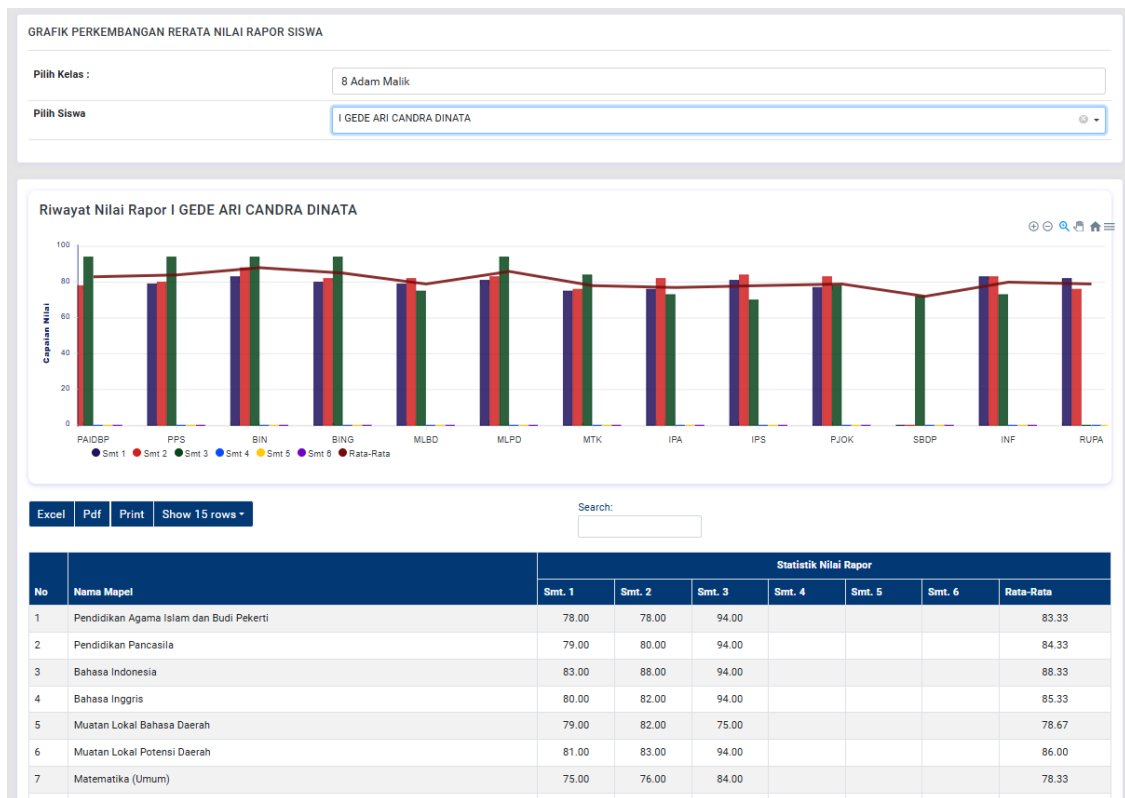 GRAFIK PERKEMBANGAN RERATA NILAI RAPOR SISWA
Pilih Kelas :
8 Adam Malik
Pilih Siswa
I GEDE ARI CANDRA DINATA
Riwayat Nilai Rapor I GEDE ARI CANDRA DINATA
Capaian Nilai
100
80
60
40
20
0
PAIDBP PPS BIN BING MLBD MLPD MTK IPA IPS PJOK SBDP INF RUPA
Smt 1 Smt 2 Smt 3 Smt 4 Smt 5 Smt 6 Rata-Rata
Excel Pdf Print Show 15 rows
Search:
Statistik Nilai Rapor
No Nama Mapel Smt. 1 Smt. 2 Smt. 3 Smt. 4 Smt. 5 Smt. 6 Rata-Rata
1 Pendidikan Agama Islam dan Budi Pekerti 78.00 78.00 94.00 83.33
2 Pendidikan Pancasila 79.00 80.00 94.00 84.33
3 Bahasa Indonesia 83.00 88.00 94.00 88.33
4 Bahasa Inggris 80.00 82.00 94.00 85.33
5 Muatan Lokal Bahasa Daerah 79.00 82.00 75.00 78.67
6 Muatan Lokal Potensi Daerah 81.00 83.00 94.00 86.00
7 Matematika (Umum) 75.00 76.00 84.00 78.33